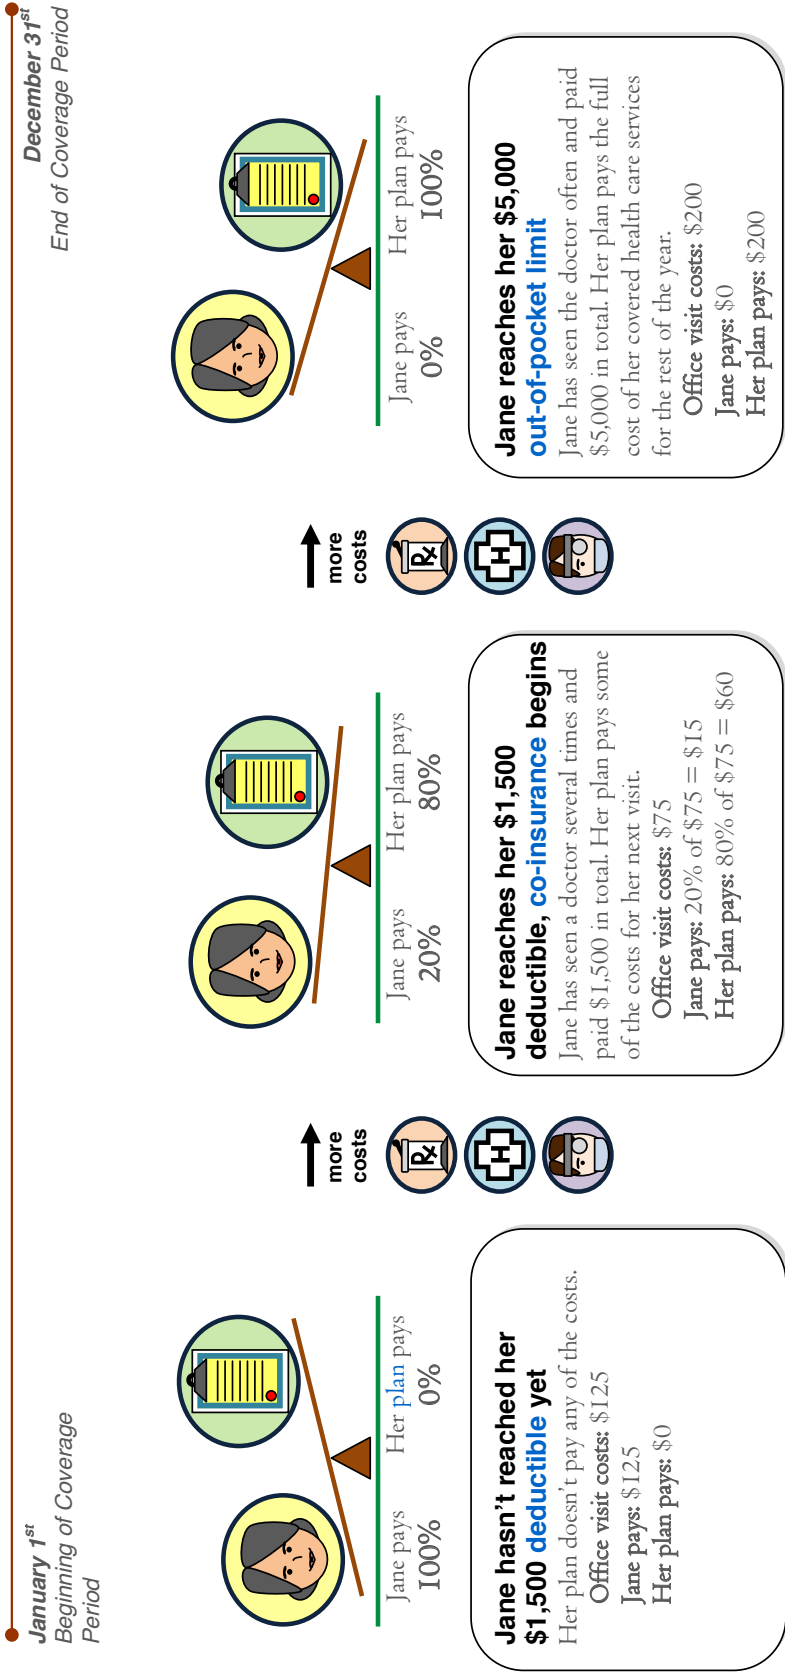 January 1st
Beginning of Coverage
Period
December 31st
End of Coverage Period
Jane pays
100%
Her plan pays
0%
more
costs
Rx
H
Jane pays
20%
Her plan pays
80%
more
costs
Rx
H
Jane pays
0%
Her plan pays
100%
Jane hasn’t reached her
$1,500 deductible yet
Her plan doesn’t pay any of the costs.
Office visit costs: $125
Jane pays: $125
Her plan pays: $0
Jane reaches her $1,500
deductible, co-insurance begins
Jane has seen a doctor several times and
paid $1,500 in total. Her plan pays some
of the costs for her next visit.
Office visit costs: $75
Jane pays: 20% of $75 = $15
Her plan pays: 80% of $75 = $60
Jane reaches her $5,000
out-of-pocket limit
Jane has seen the doctor often and paid
$5,000 in total. Her plan pays the full
cost of her covered health care services
for the rest of the year.
Office visit costs: $200
Jane pays: $0
Her plan pays: $200